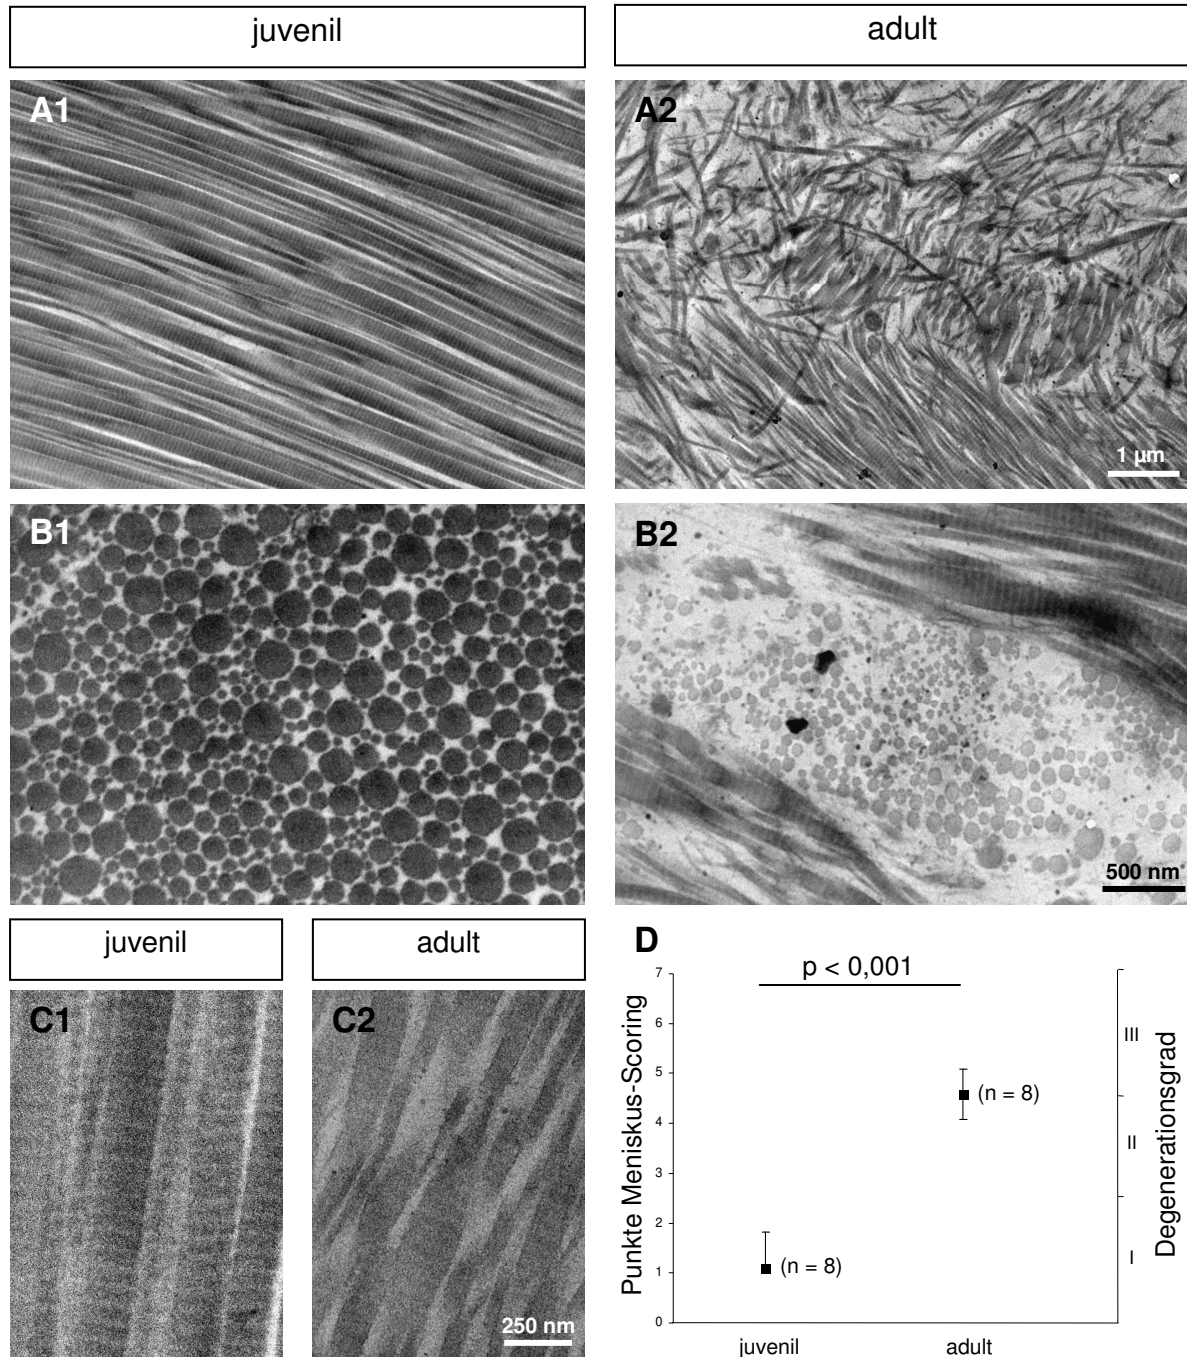 juvenil
adult
A1
A2
1 µm
B1
B2
500 nm
juvenil
adult
C1
C2
250 nm
D
p < 0,001
7
6
5
4
3
2
1
0
Punkte Meniskus-Scoring
(n = 8)
(n = 8)
III
II
I
Degenerationsgrad
juvenil
adult